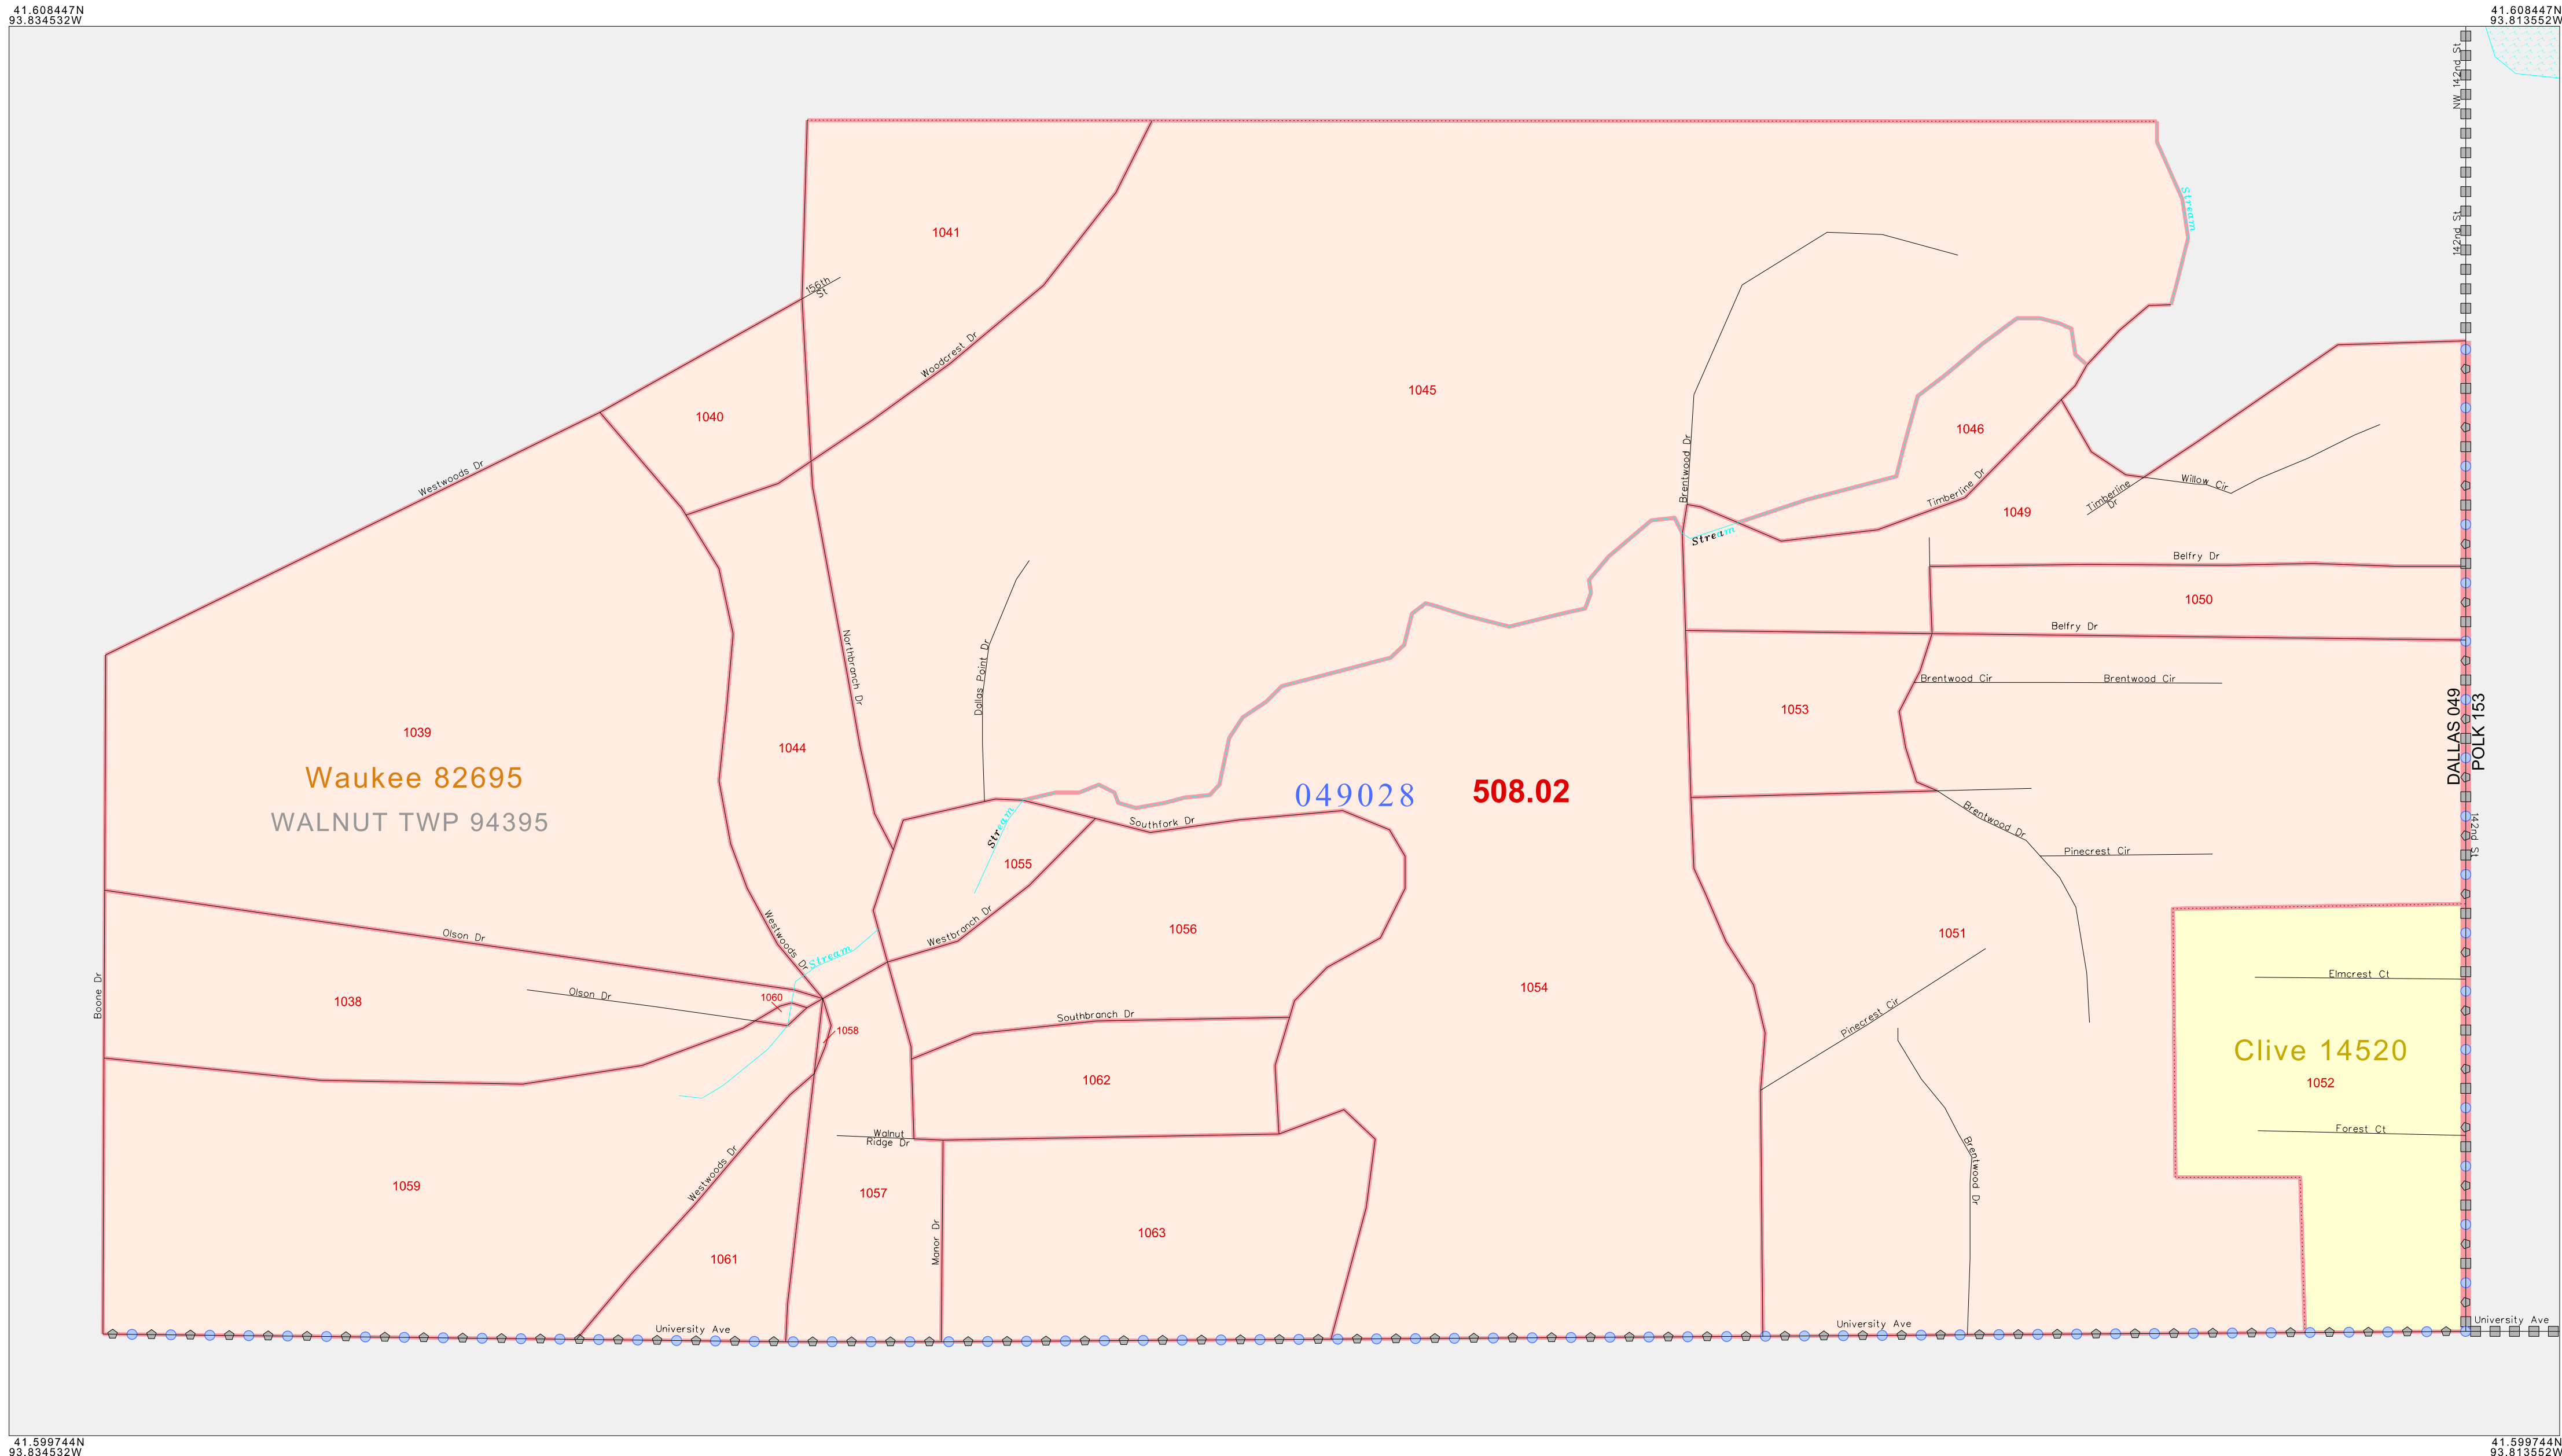 41.608447N
93.834532W
41.608447N
93.813552W
NW 142nd St
142nd St
Stream
1041
156th
St
Woodcrest Dr
1045
1040
Westwoods Dr
Brentwood Dr
1046
Timberline Dr
1049
Timberline
Dr
Willow Cir
Stream
Belfry Dr
1050
Belfry Dr
Northbranch Dr
Dallas Point Dr
Brentwood Cir
Brentwood Cir
1053
DALLAS 049
POLK 153
1039
Waukee 82695
WALNUT TWP 94395
1044
049028
508.02
Stream
Southfork Dr
Brentwood Dr
Pinecrest Cir
142nd St
1055
Westbranch Dr
1056
1051
Olson Dr
Westwoods Dr
Stream
Boone Dr
1038
Olson Dr
1060
1058
1054
Southbranch Dr
Pinecrest Cir
Elmcrest Ct
Clive 14520
1052
1062
Walnut
Ridge Dr
Forest Ct
Westwoods Dr
1059
1057
Brentwood Dr
1061
Manor Dr
1063
University Ave
University Ave
University Ave
41.599744N
93.834532W
41.599744N
93.813552W